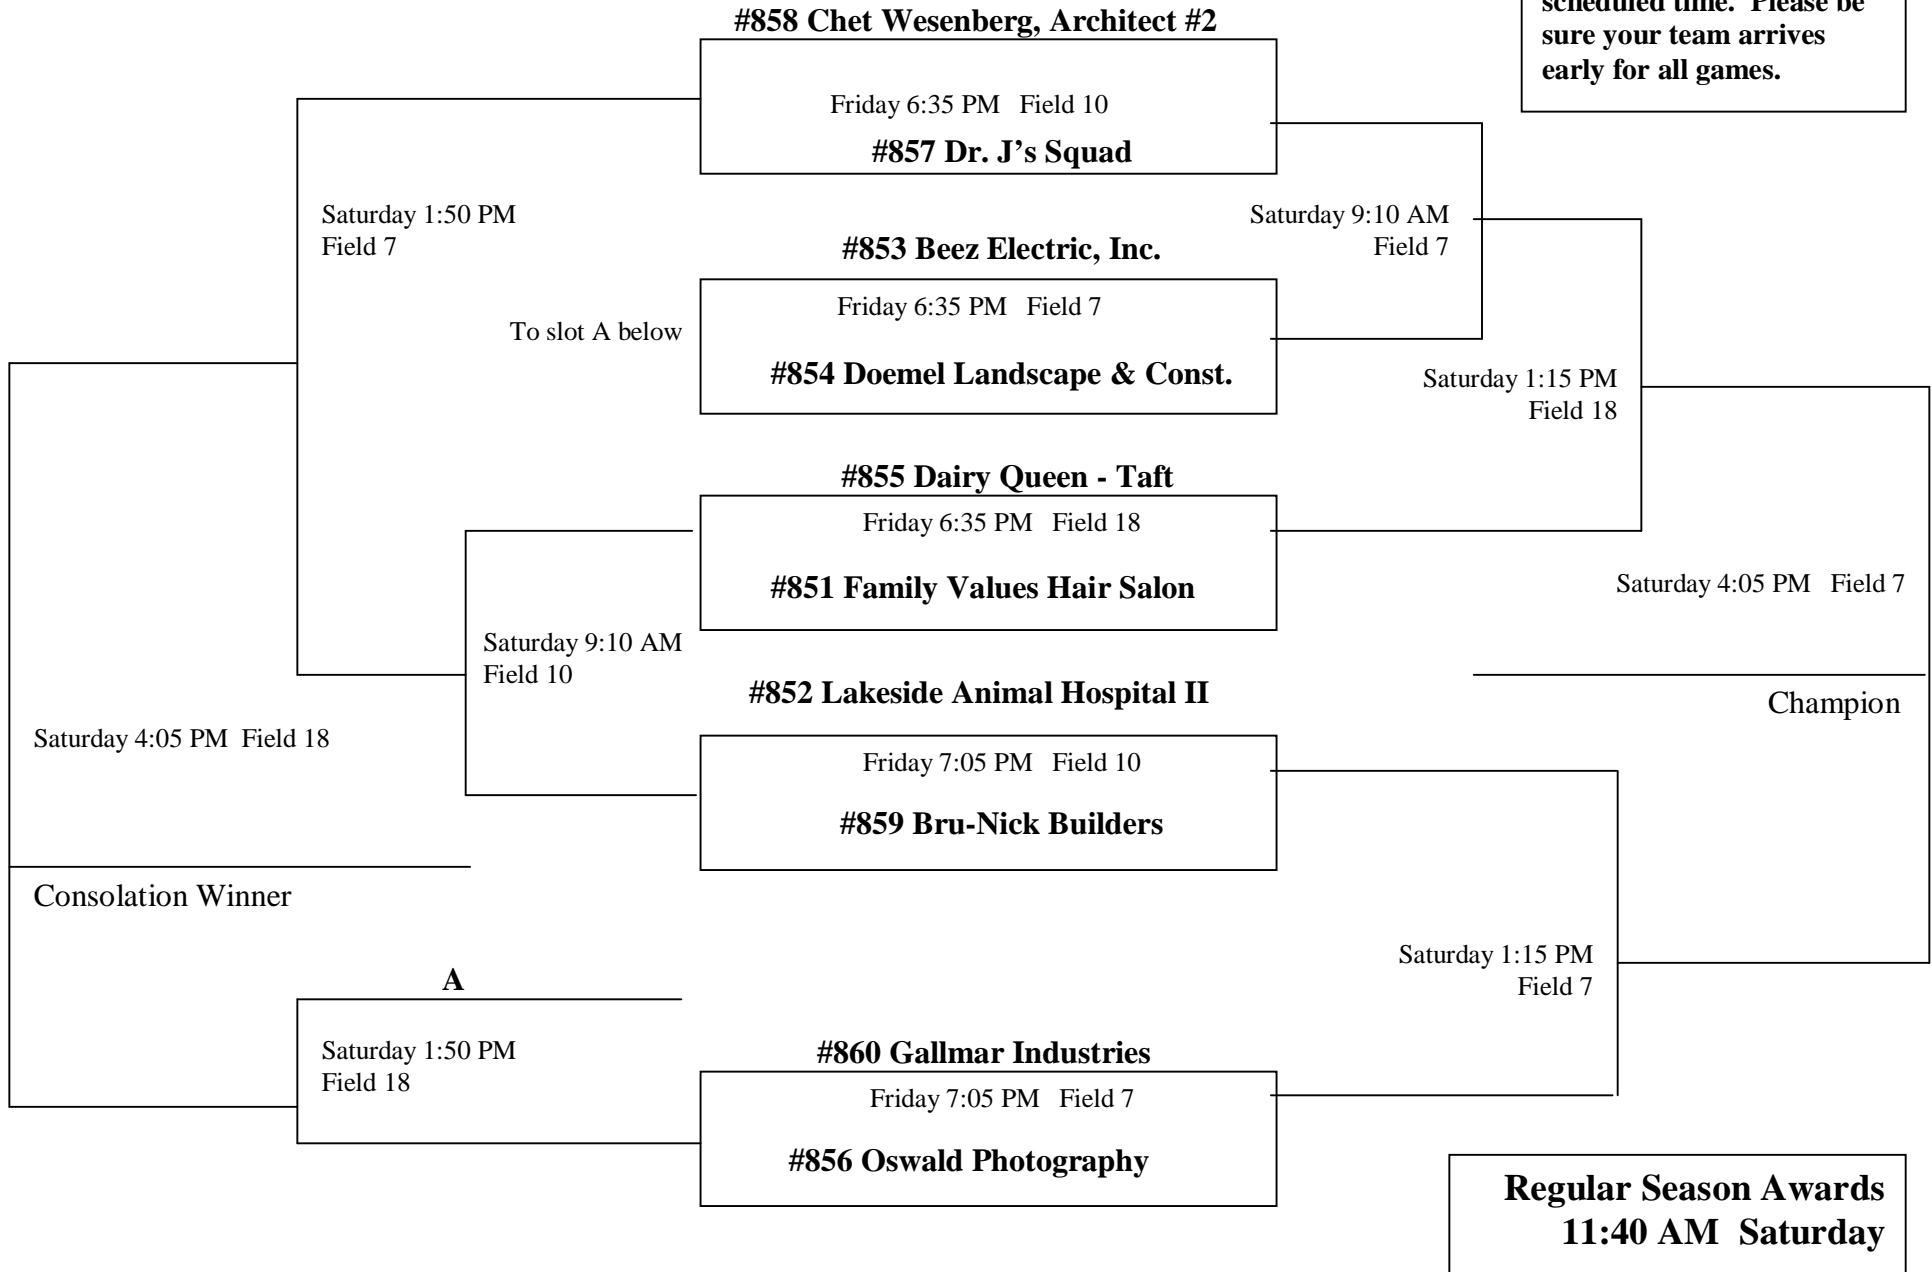 scheduled time.  Please be
sure your team arrives
early for all games.
#858 Chet Wesenberg, Architect #2
Friday 6:35 PM   Field 10
#857 Dr. J’s Squad
Saturday 1:50 PM
Field 7
Saturday 9:10 AM
Field 7
#853 Beez Electric, Inc.
Friday 6:35 PM   Field 7
To slot A below
#854 Doemel Landscape & Const.
Saturday 1:15 PM
Field 18
#855 Dairy Queen - Taft
Friday 6:35 PM   Field 18
#851 Family Values Hair Salon
Saturday 4:05 PM   Field 7
Saturday 9:10 AM
Field 10
#852 Lakeside Animal Hospital II
Champion
Saturday 4:05 PM  Field 18
Friday 7:05 PM   Field 10
#859 Bru-Nick Builders
Consolation Winner
Saturday 1:15 PM
Field 7
A
Saturday 1:50 PM
Field 18
#860 Gallmar Industries
Friday 7:05 PM   Field 7
#856 Oswald Photography
Regular Season Awards
11:40 AM  Saturday